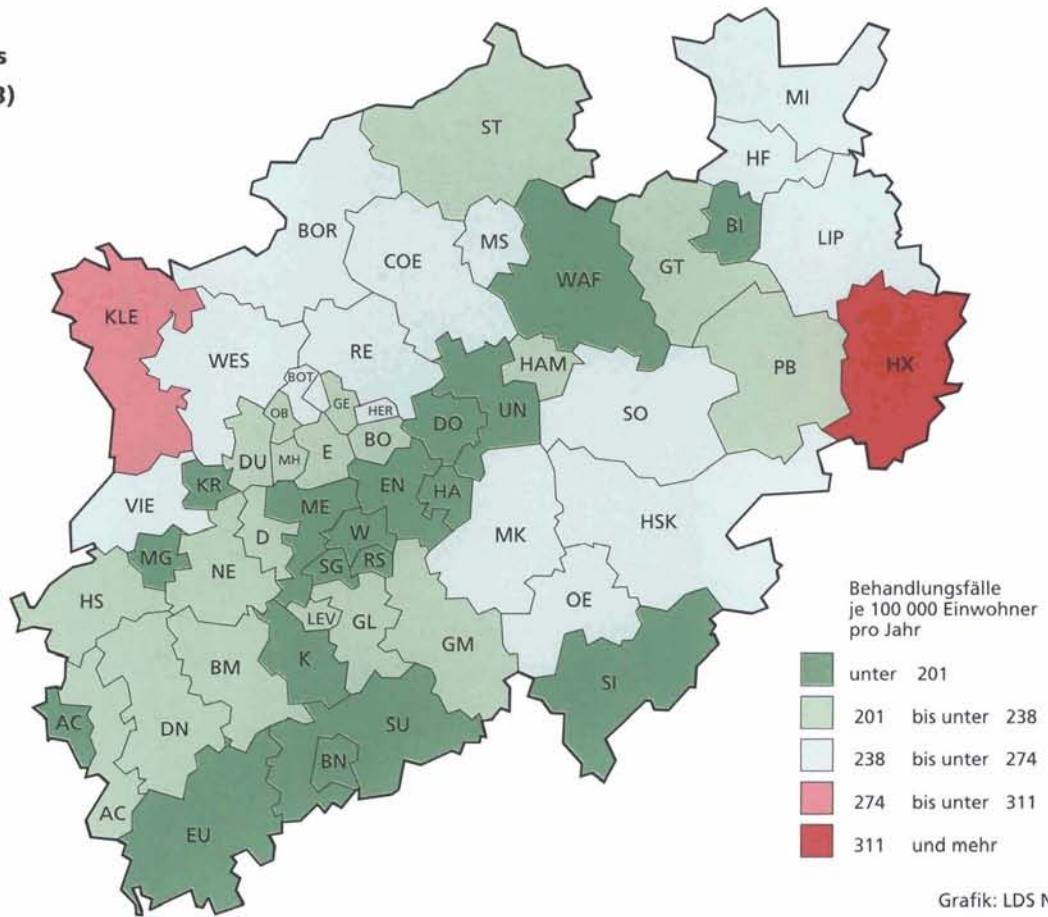 s
3)
MI
ST
HF
BI
BOR
MS
LIP
COE
GT
WAF
KLE
RE
WES
HAM
PB
HX
BOT
OB
GE
HER
UN
SO
DO
BO
E
DU
MH
KR
EN
HA
VIE
ME
HSK
D
W
MK
MG
SG
RS
NE
OE
HS
LEV
GL
GM
K
BM
SI
AC
DN
SU
BN
AC
EU
Behandlungsfälle
je 100 000 Einwohner
pro Jahr
unter 201
201 bis unter 238
238 bis unter 274
274 bis unter 311
311 und mehr
Grafik: LDS N